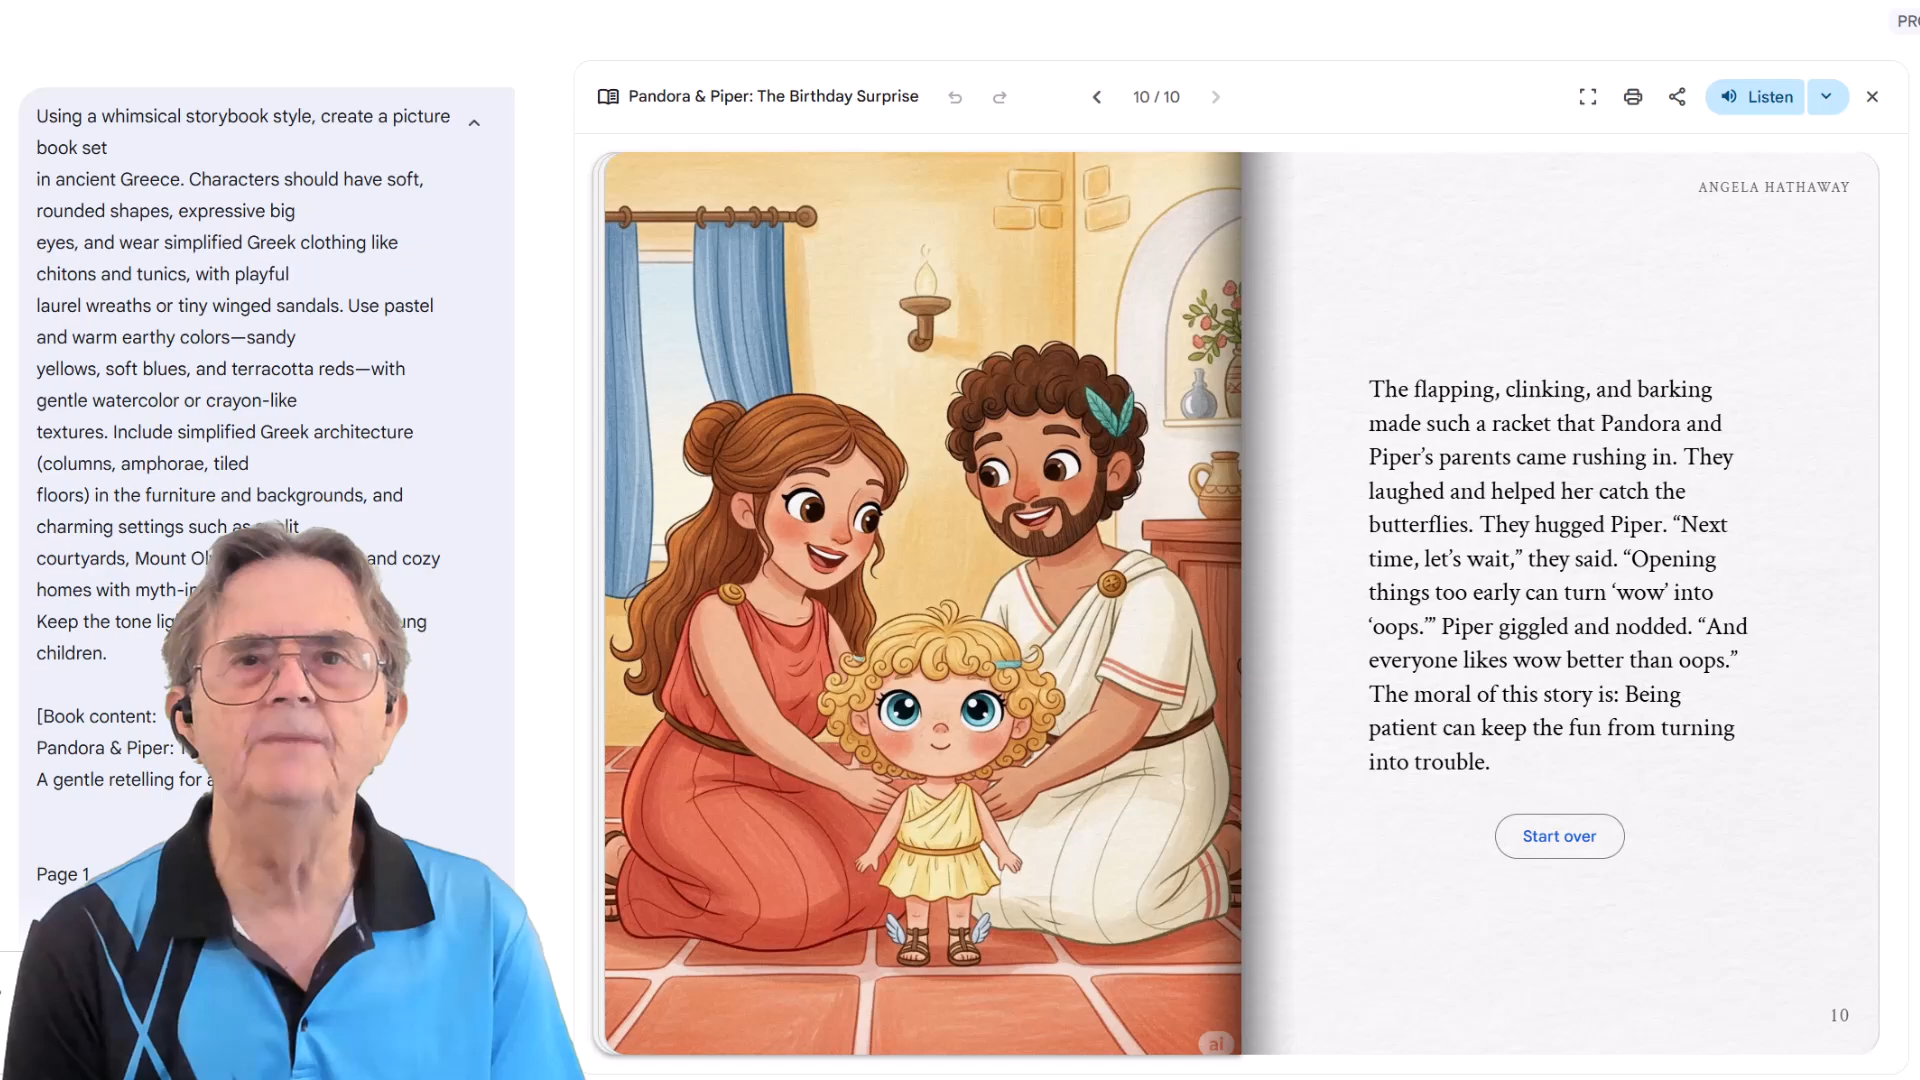 PRO
Using a whimsical storybook style, create a picture
book set
in ancient Greece. Characters should have soft,
rounded shapes, expressive big
eyes, and wear simplified Greek clothing like
chitons and tunics, with playful
laurel wreaths or tiny winged sandals. Use pastel
and warm earthy colors—sandy
yellows, soft blues, and terracotta reds—with
gentle watercolor or crayon-like
textures. Include simplified Greek architecture
(columns, amphorae, tiled
floors) in the furniture and backgrounds, and
charming settings such as
courtyards, Mount and cozy
homes with
Keep the tone
children.
[Book content:
Pandora & Piper:
A gentle retelling for
Page 1
Pandora & Piper: The Birthday Surprise
10 / 10
Listen
ANGELA HATHAWAY
The flapping, clinking, and barking
made such a racket that Pandora and
Piper’s parents came rushing in. They
laughed and helped her catch the
butterflies. They hugged Piper. “Next
time, let’s wait,” they said. “Opening
things too early can turn ‘wow’ into
‘oops.’” Piper giggled and nodded. “And
everyone likes wow better than oops.”
The moral of this story is: Being
patient can keep the fun from turning
into trouble.
Start over
10
ai